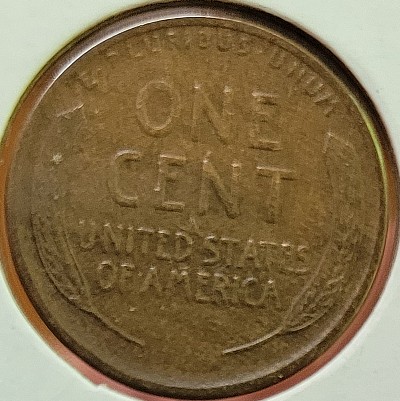 E · PLURIBUS · UNUM
ONE
CENT
UNITED STATES
OF AMERICA